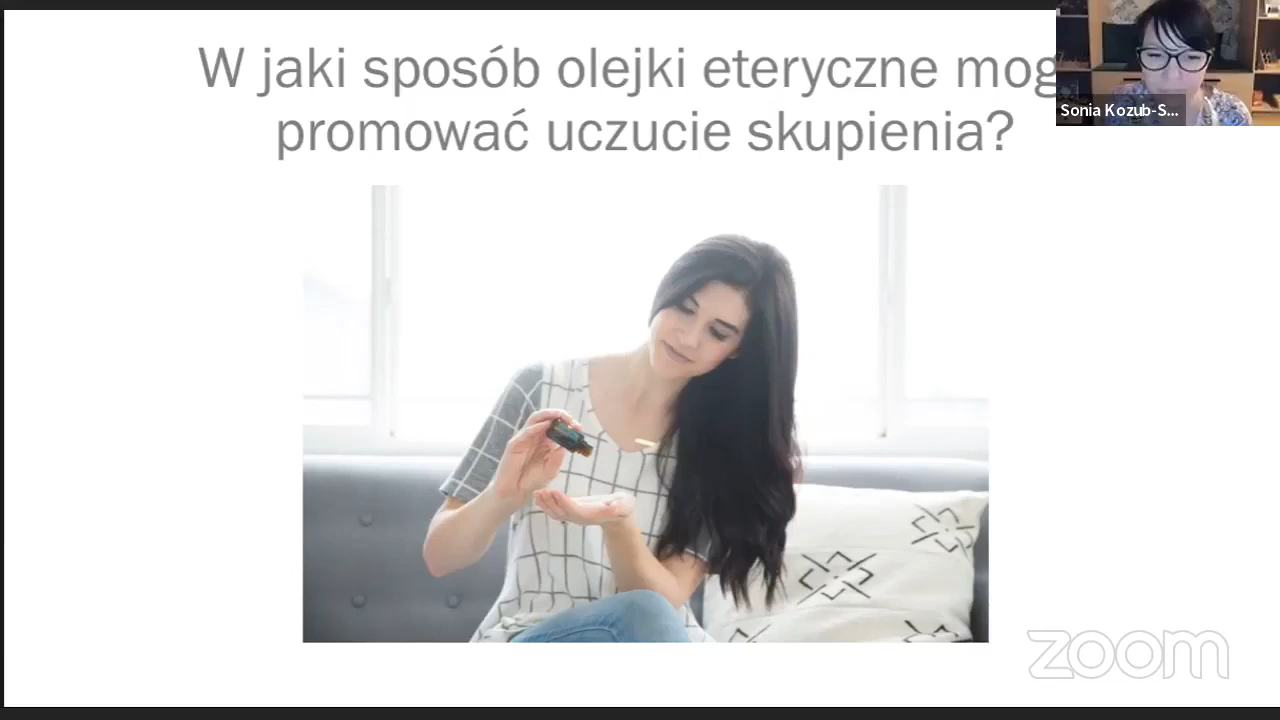 W jaki sposób olejki eteryczne mog
promować uczucie skupienia?
Sonia Kozub-S...
zoom